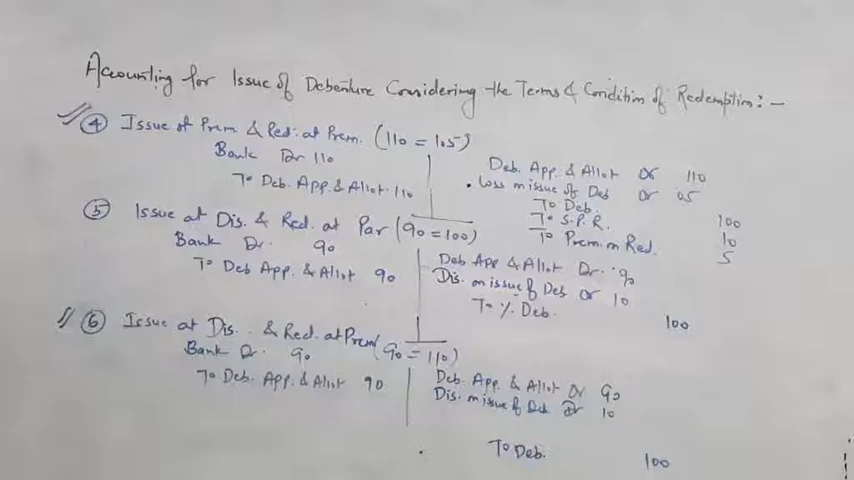 Accounting for Issue of Debenture Considering the Terms & Condition of Redemption:-
④ Issue at Prem & Red. at Prem. (110 = 105)
Bank Dr 110
To Deb. App. & Allot. 110
Deb. App. & Allot Dr 110
Loss on issue of Deb Dr 05
To Deb. 100
To S.P.R. 10
To Prem. on Red. 5
⑤ Issue at Dis. & Red. at Par (90 = 100)
Bank Dr. 90
To Deb App. & Allot 90
Deb App & Allot Dr. 90
Dis. on issue of Deb Dr 10
To % Deb. 100
⑥ Issue at Dis. & Red. at Prem (90 = 110)
Bank Dr. 90
To Deb. App. & Allot 90
Deb. App. & Allot Dr 90
Dis. on issue of Deb Dr 10
To Deb. 100